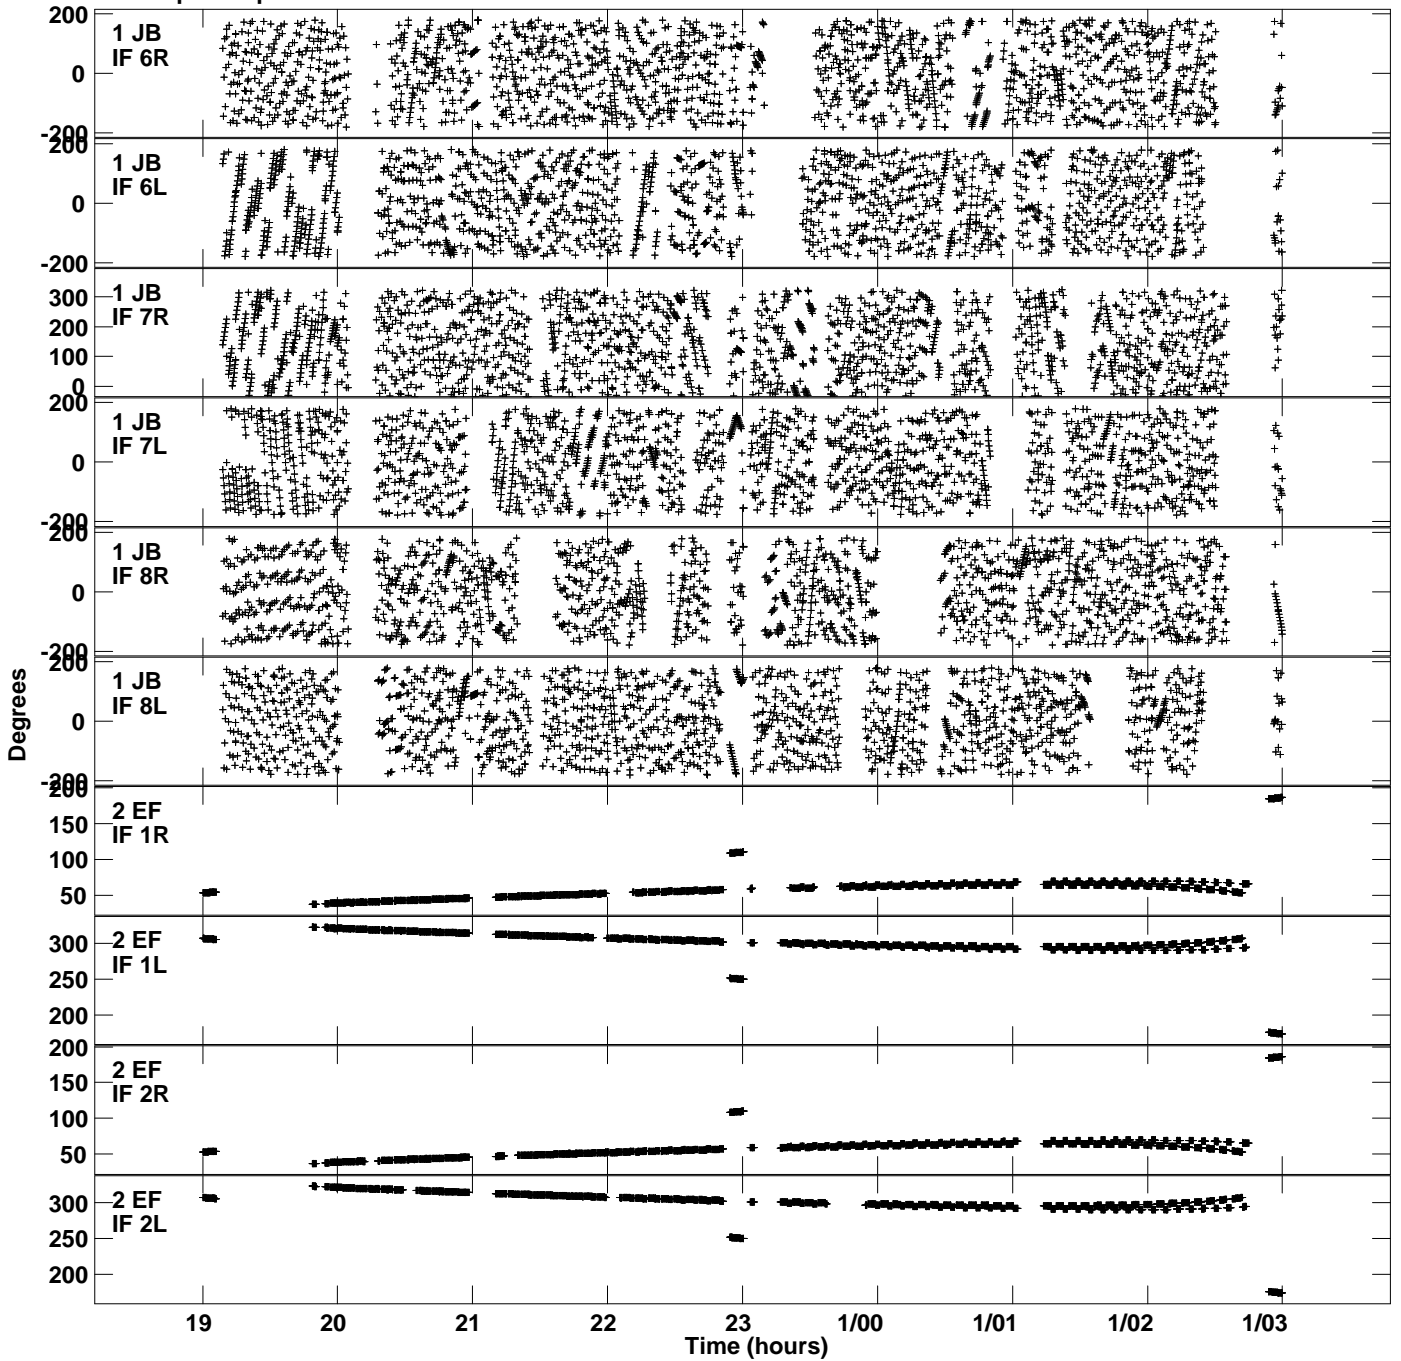 200
1 JB
IF 6R
0
-200
200
1 JB
IF 6L
0
-200
1 JB
IF 7R
300
200
100
0
200
1 JB
IF 7L
0
-200
200
1 JB
IF 8R
0
-200
200
1 JB
IF 8L
0
-200
Degrees
200
2 EF
IF 1R
150
100
50
2 EF
IF 1L
300
250
200
200
2 EF
IF 2R
150
100
50
2 EF
IF 2L
300
250
200
19 20 21 22 23 1/00 1/01 1/02 1/03
Time (hours)